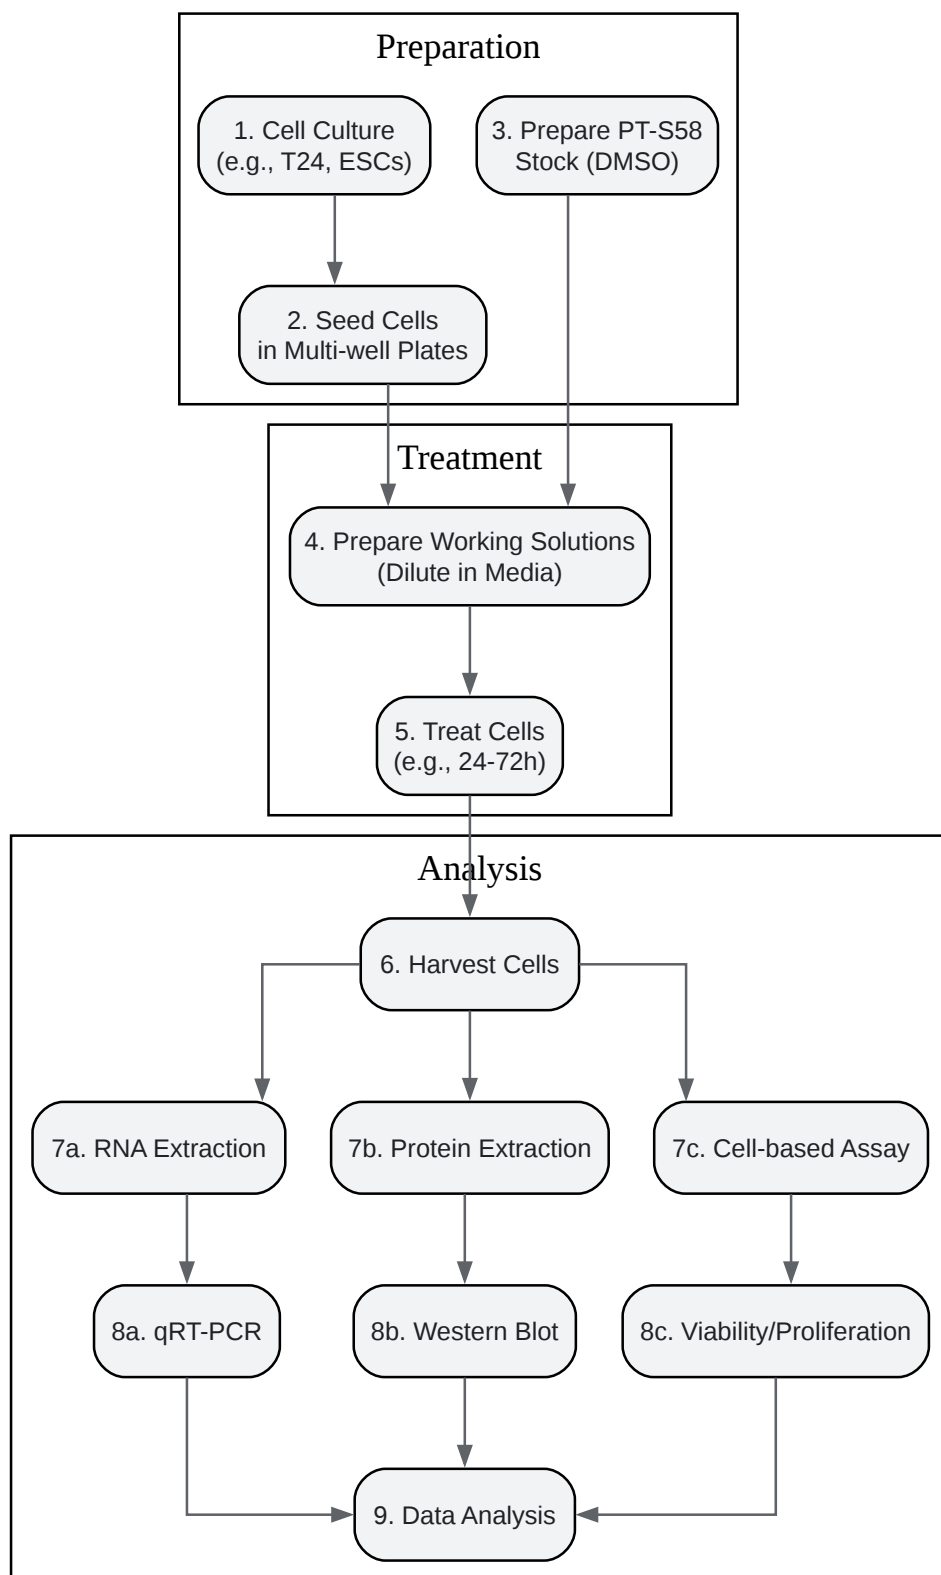 Preparation
1. Cell Culture
(e.g., T24, ESCs)
3. Prepare PT-S58
Stock (DMSO)
2. Seed Cells
in Multi-well Plates
Treatment
4. Prepare Working Solutions
(Dilute in Media)
5. Treat Cells
(e.g., 24-72h)
Analysis
6. Harvest Cells
7a. RNA Extraction
7b. Protein Extraction
7c. Cell-based Assay
8a. qRT-PCR
8b. Western Blot
8c. Viability/Proliferation
9. Data Analysis